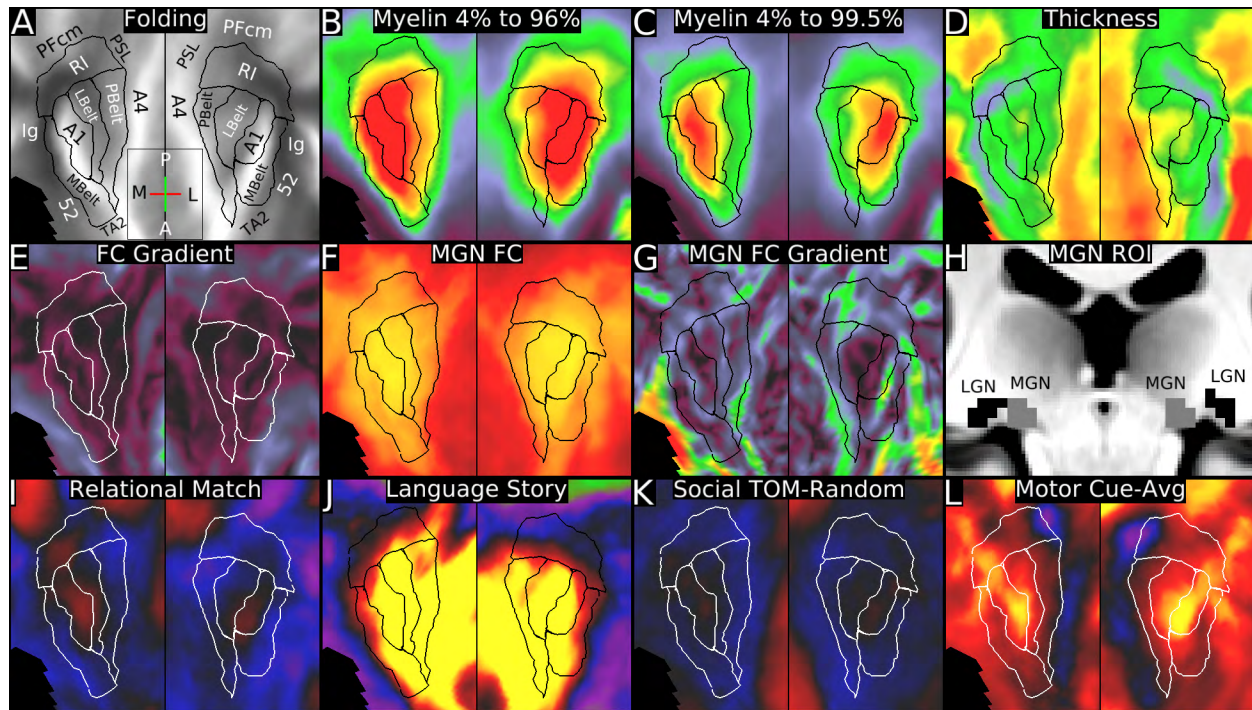 A Folding
PFcm
PSL
RI
LBelt
PBelt
A4
A1
Ig
MBelt
52
TA2
PFcm
PSL
RI
A4
PBelt
LBelt
A1
Ig
MBelt
52
TA2
P
M L
A
B Myelin 4% to 96%
C Myelin 4% to 99.5%
D Thickness
E FC Gradient
F MGN FC
G MGN FC Gradient
H MGN ROI
LGN MGN MGN LGN
I Relational Match
J Language Story
K Social TOM-Random
L Motor Cue-Avg